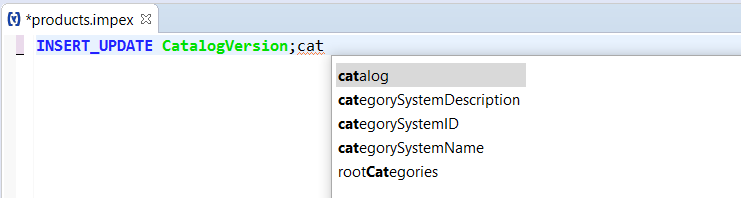 *products.impex
INSERT_UPDATE CatalogVersion;cat
catalog
categorySystemDescription
categorySystemID
categorySystemName
rootCategories